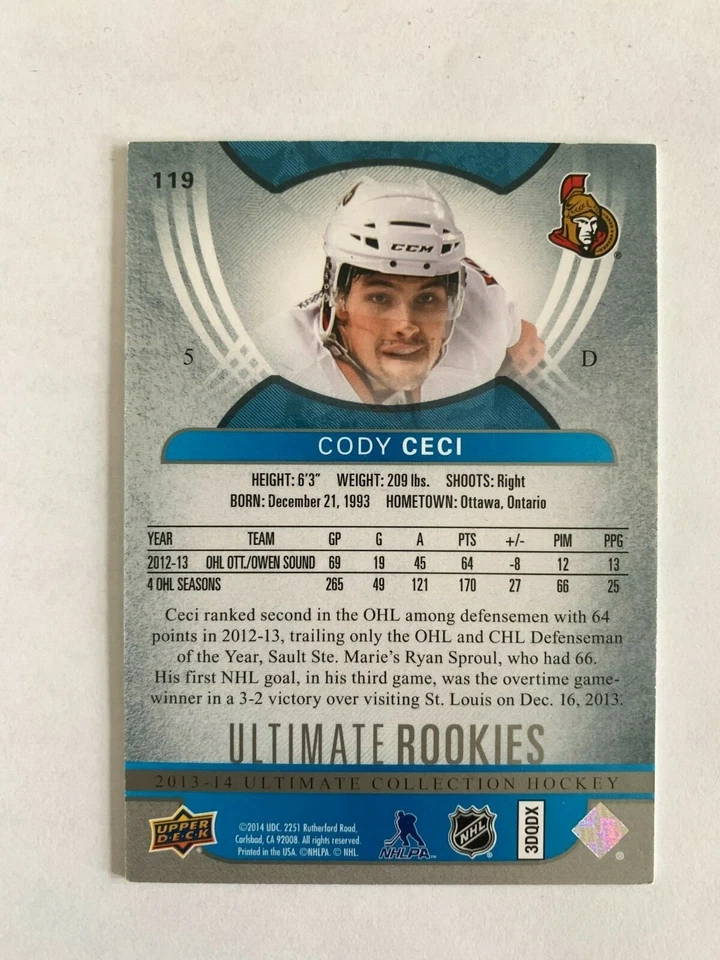 119
CCM
5
D
CODY CECI
HEIGHT: 6'3" WEIGHT: 209 lbs. SHOOTS: Right
BORN: December 21, 1993 HOMETOWN: Ottawa, Ontario
YEAR TEAM GP G A PTS +/- PIM PPG
2012-13 OHL OTT./OWEN SOUND 69 19 45 64 -8 12 13
4 OHL SEASONS 265 49 121 170 27 66 25
Ceci ranked second in the OHL among defensemen with 64
points in 2012-13, trailing only the OHL and CHL Defenseman
of the Year, Sault Ste. Marie's Ryan Sproul, who had 66.
His first NHL goal, in his third game, was the overtime game-
winner in a 3-2 victory over visiting St. Louis on Dec. 16, 2013.
ULTIMATE ROOKIES
2013-14 ULTIMATE COLLECTION HOCKEY
UPPER
D·E·C·K
©2014 UDC. 2251 Rutherford Road,
Carlsbad, CA 92008. All rights reserved.
Printed in the USA. ©NHLPA. © NHL.
NHLPA
NHL
3DQDX